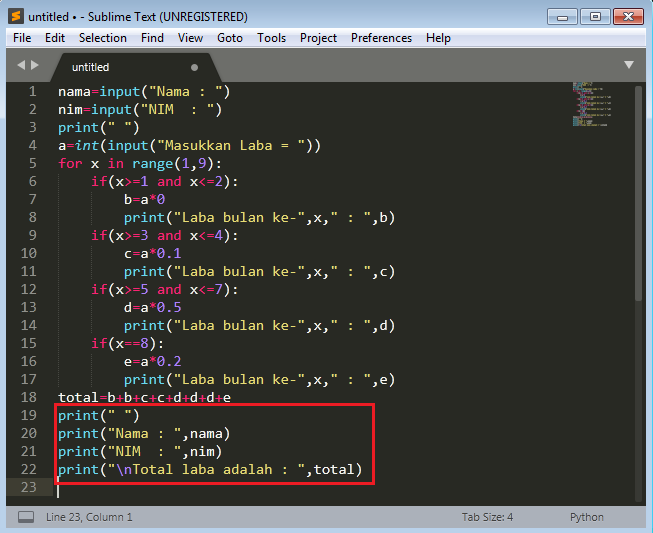 untitled • - Sublime Text (UNREGISTERED)
File Edit Selection Find View Goto Tools Project Preferences Help
untitled
1 nama=input("Nama : ")
2 nim=input("NIM  : ")
3 print(" ")
4 a=int(input("Masukkan Laba = "))
5 for x in range(1,9):
6     if(x>=1 and x<=2):
7         b=a*0
8         print("Laba bulan ke-",x," : ",b)
9     if(x>=3 and x<=4):
10         c=a*0.1
11         print("Laba bulan ke-",x," : ",c)
12     if(x>=5 and x<=7):
13         d=a*0.5
14         print("Laba bulan ke-",x," : ",d)
15     if(x==8):
16         e=a*0.2
17         print("Laba bulan ke-",x," : ",e)
18 total=b+b+c+c+d+d+d+e
19 print(" ")
20 print("Nama : ",nama)
21 print("NIM  : ",nim)
22 print("\nTotal laba adalah : ",total)
23
Line 23, Column 1 Tab Size: 4 Python